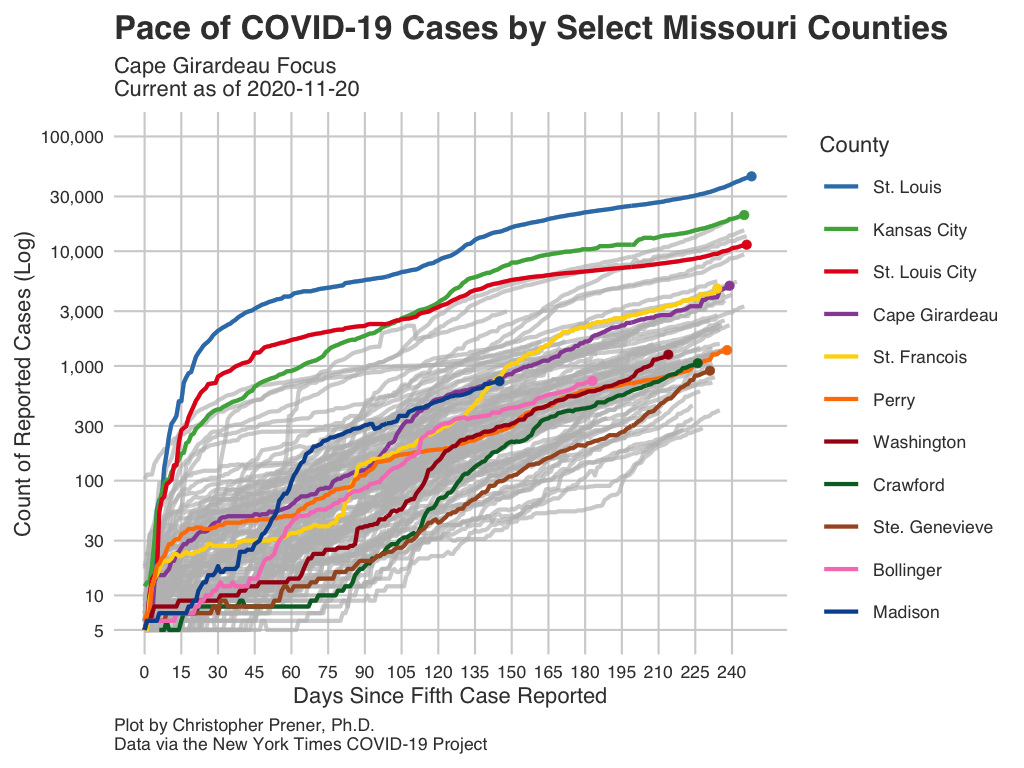 Pace of COVID-19 Cases by Select Missouri Counties
Cape Girardeau Focus
Current as of 2020-11-20
Count of Reported Cases (Log)
100,000
30,000
10,000
3,000
1,000
300
100
30
10
5
0 15 30 45 60 75 90 105 120 135 150 165 180 195 210 225 240
Days Since Fifth Case Reported
County
St. Louis
Kansas City
St. Louis City
Cape Girardeau
St. Francois
Perry
Washington
Crawford
Ste. Genevieve
Bollinger
Madison
Plot by Christopher Prener, Ph.D.
Data via the New York Times COVID-19 Project